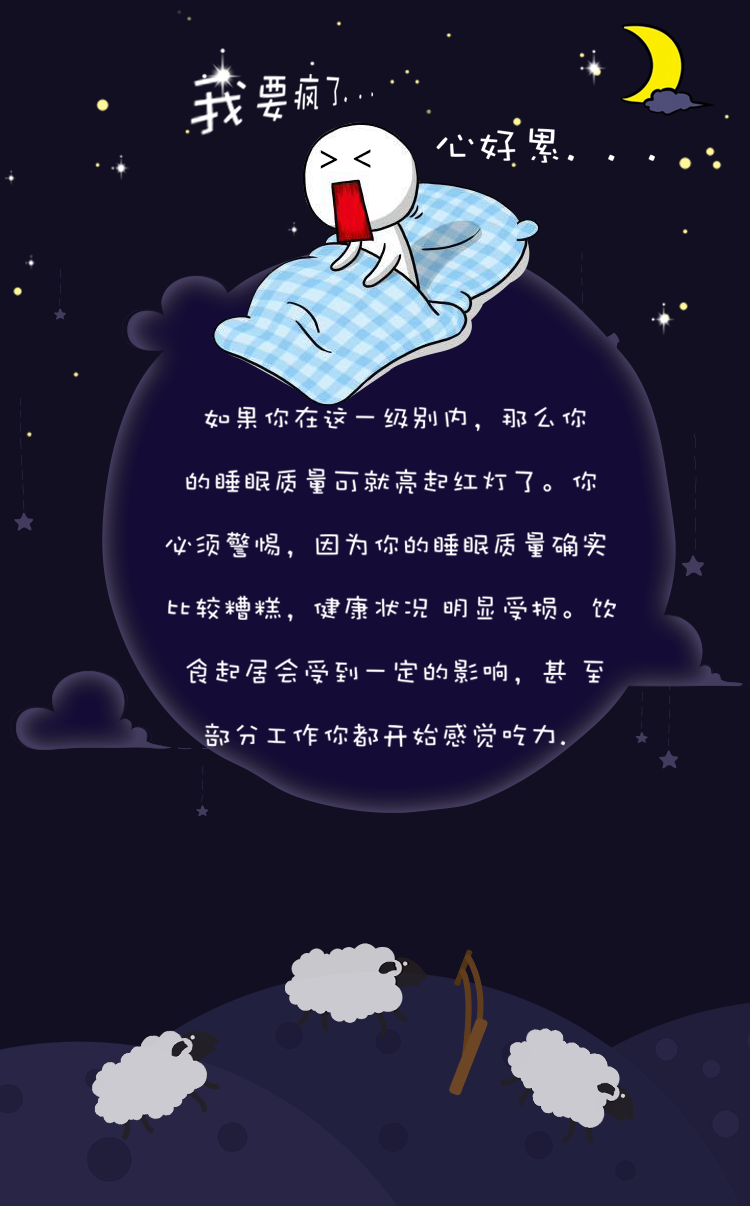 我要疯了...
心好累. . .
如果你在这一级别内，那么你
的睡眠质量可就亮起红灯了。你
必须警惕，因为你的睡眠质量确实
比较糟糕，健康状况 明显受损。饮
食起居会受到一定的影响，甚 至
部分工作你都开始感觉吃力.